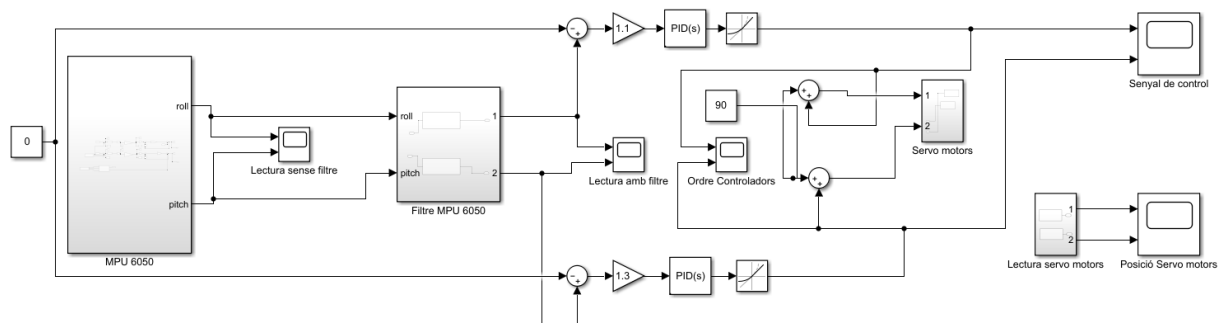 1.1
PID(s)
Senyal de control
0
roll
pitch
MPU 6050
Lectura sense filtre
roll
pitch
1
2
Filtre MPU 6050
Lectura amb filtre
90
Ordre Controladors
1
2
Servo motors
1
2
Lectura servo motors
Posició Servo motors
1.3
PID(s)